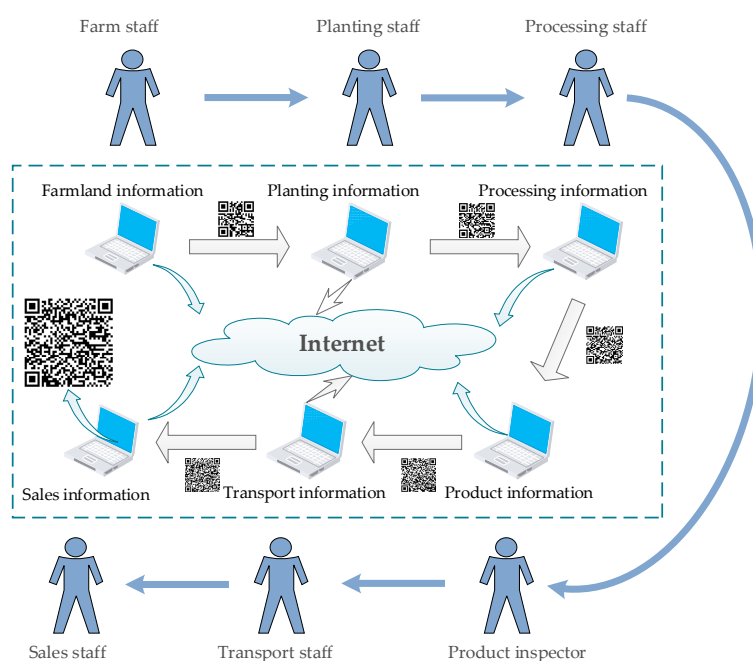 Farm staff
Planting staff
Processing staff
Farmland information
Planting information
Processing information
Internet
Sales information
Transport information
Product information
Sales staff
Transport staff
Product inspector